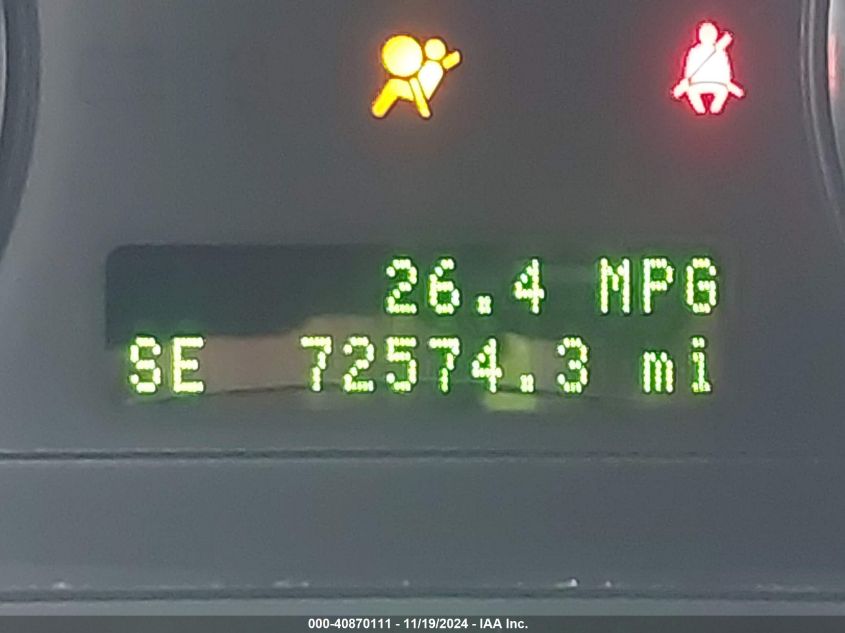 26.4 MPG
SE 72574.3 mi
000-40870111 - 11/19/2024 - IAA Inc.